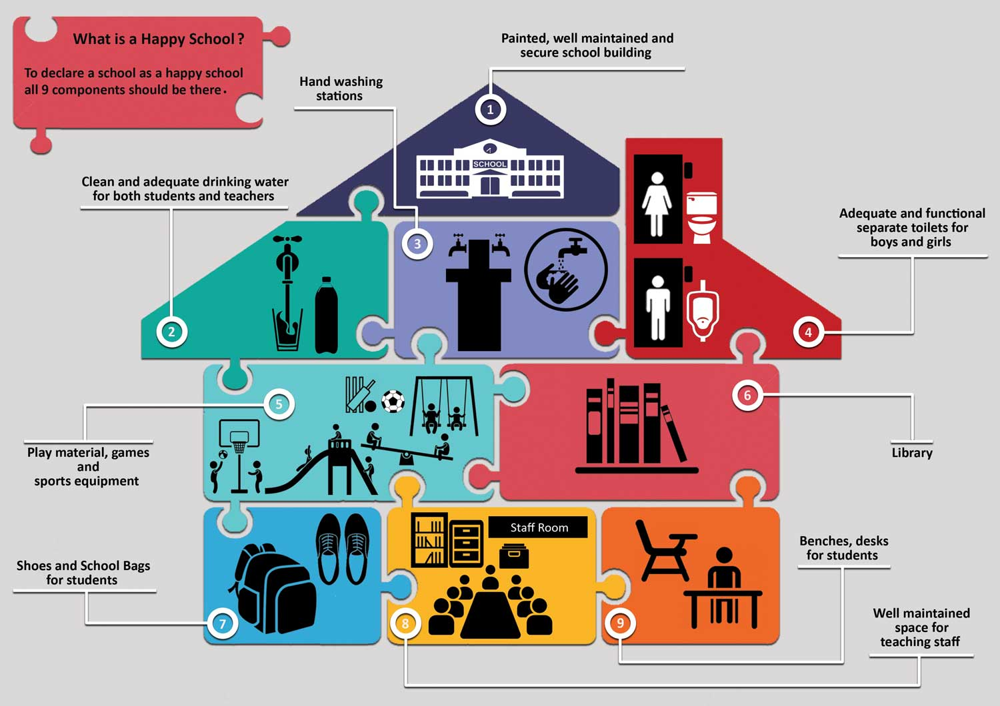 What is a Happy School ?
To declare a school as a happy school
all 9 components should be there.
Painted, well maintained and
secure school building
Hand washing
stations
1
SCHOOL
Clean and adequate drinking water
for both students and teachers
Adequate and functional
separate toilets for
boys and girls
3
2
4
5
6
Play material, games
and
sports equipment
Library
Staff Room
Shoes and School Bags
for students
Benches, desks
for students
7
8
9
Well maintained
space for
teaching staff